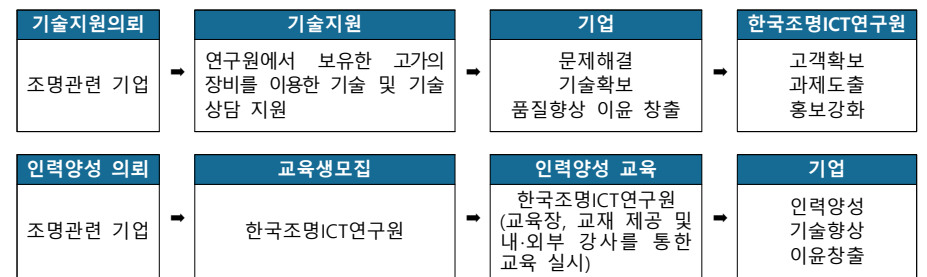 기술지원의뢰
조명관련 기업
➡
기술지원
연구원에서 보유한 고가의
장비를 이용한 기술 및 기술
상담 지원
➡
기업
문제해결
기술확보
품질향상 이윤 창출
➡
한국조명ICT연구원
고객확보
과제도출
홍보강화
인력양성 의뢰
조명관련 기업
➡
교육생모집
한국조명ICT연구원
➡
인력양성 교육
한국조명ICT연구원
(교육장, 교재 제공 및
내·외부 강사를 통한
교육 실시)
➡
기업
인력양성
기술향상
이윤창출